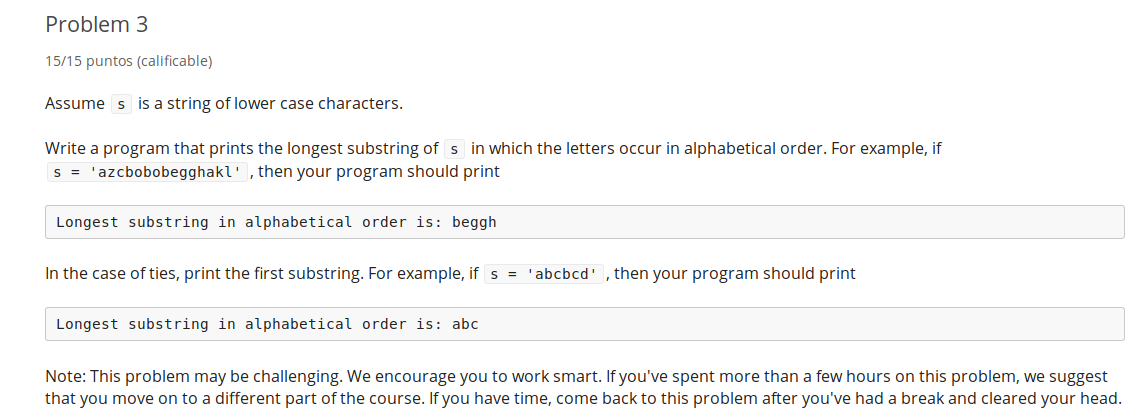 Problem 3
15/15 puntos (calificable)
Assume s is a string of lower case characters.
Write a program that prints the longest substring of s in which the letters occur in alphabetical order. For example, if
s = 'azcbobobegghakl' , then your program should print
Longest substring in alphabetical order is: beggh
In the case of ties, print the first substring. For example, if s = 'abcbcd' , then your program should print
Longest substring in alphabetical order is: abc
Note: This problem may be challenging. We encourage you to work smart. If you've spent more than a few hours on this problem, we suggest
that you move on to a different part of the course. If you have time, come back to this problem after you've had a break and cleared your head.